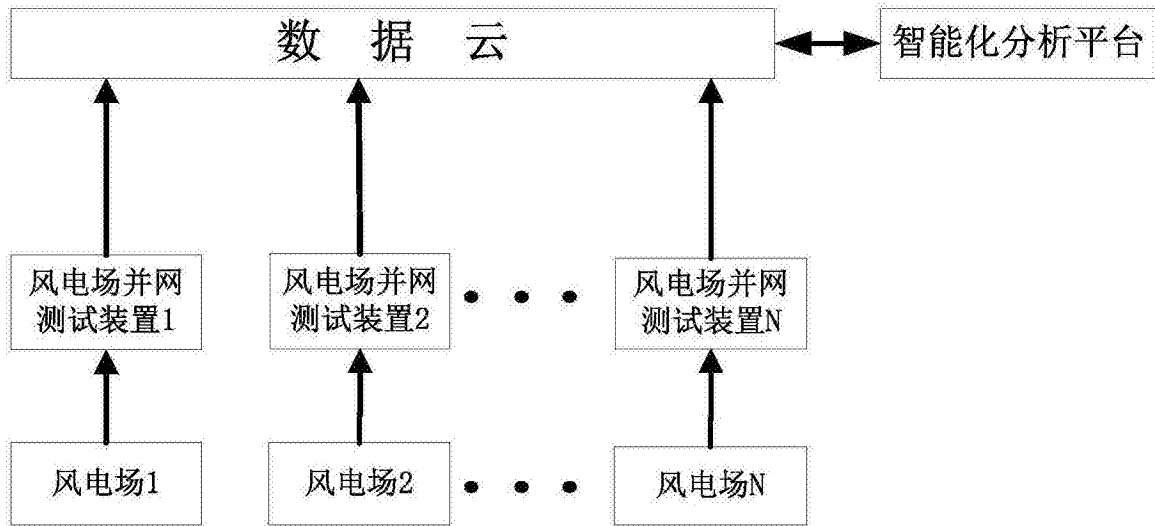 数 据 云
智能化分析平台
风电场并网
测试装置1
风电场并网
测试装置2
风电场并网
测试装置N
风电场1
风电场2
风电场N